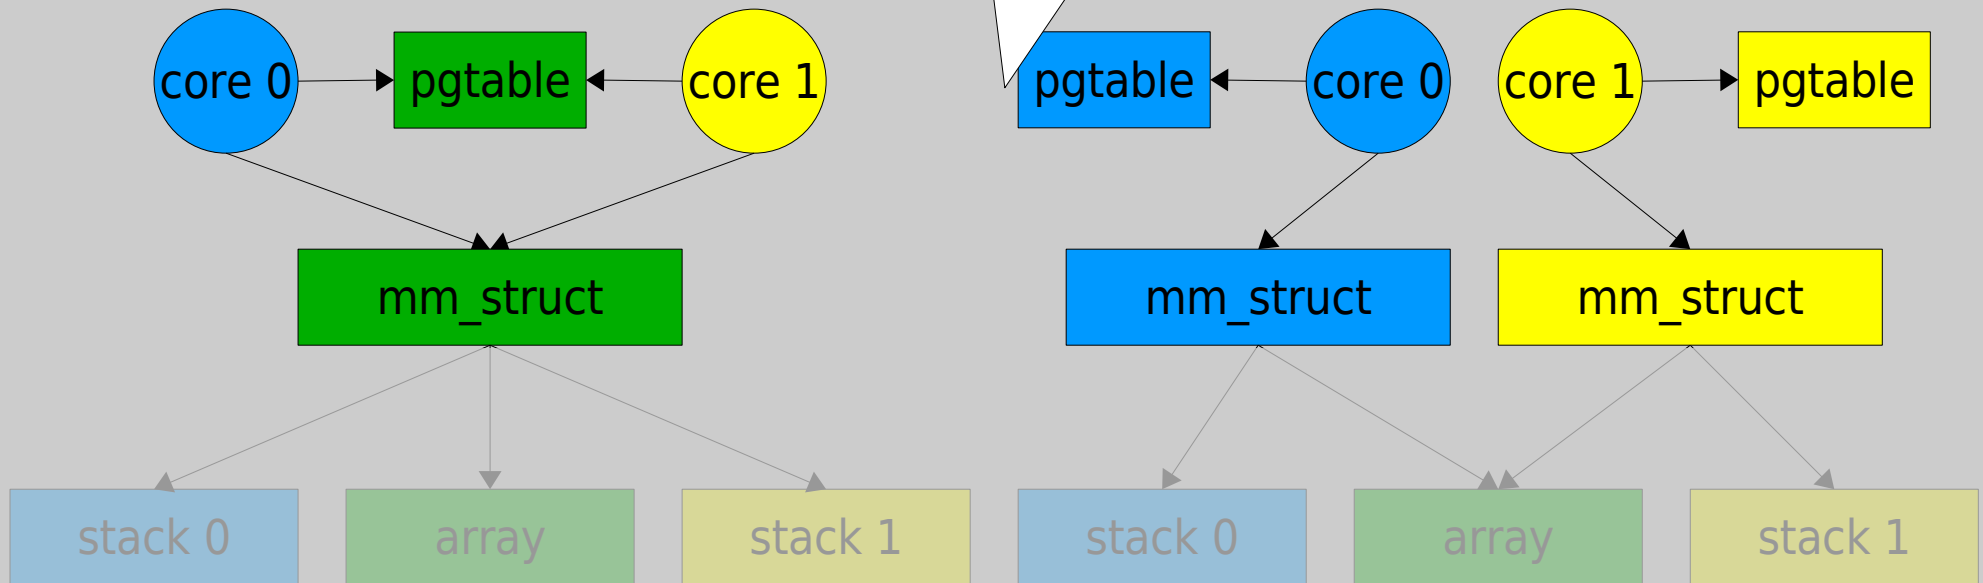 core 0 pgtable core 1 pgtable core 0 core 1 pgtable
mm_struct mm_struct mm_struct
stack 0 array stack 1 stack 0 array stack 1